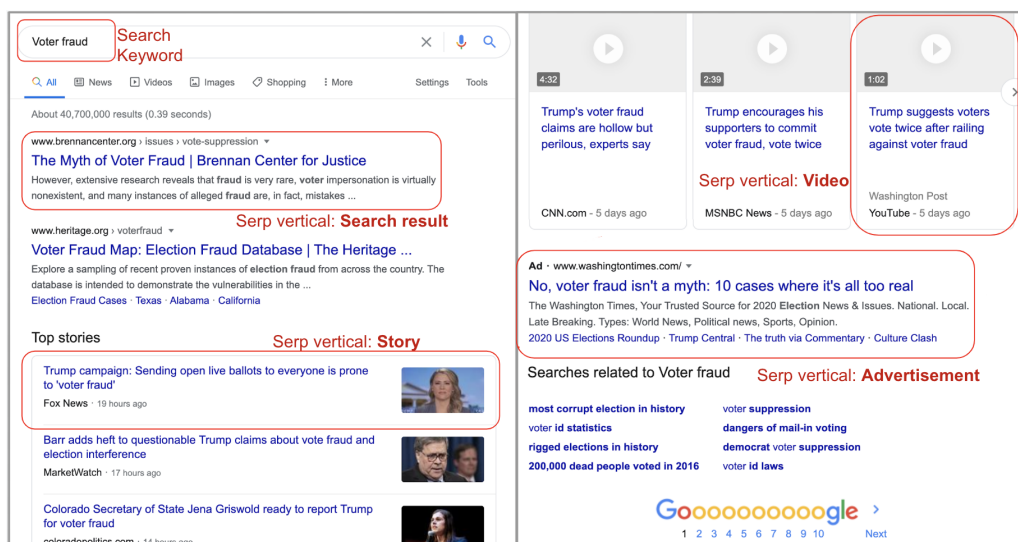 Voter fraud
Search
Keyword
All News Videos Images Shopping More Settings Tools
About 40,700,000 results (0.39 seconds)
www.brennancenter.org › issues › vote-suppression
The Myth of Voter Fraud | Brennan Center for Justice
However, extensive research reveals that fraud is very rare, voter impersonation is virtually
nonexistent, and many instances of alleged fraud are, in fact, mistakes ...
Serp vertical: Search result
www.heritage.org › voterfraud
Voter Fraud Map: Election Fraud Database | The Heritage ...
Explore a sampling of recent proven instances of election fraud from across the country. The
database is intended to demonstrate the vulnerabilities in the ...
Election Fraud Cases · Texas · Alabama · California
Top stories
Serp vertical: Story
Trump campaign: Sending open live ballots to everyone is prone
to 'voter fraud'
Fox News · 19 hours ago
Barr adds heft to questionable Trump claims about vote fraud and
election interference
MarketWatch · 17 hours ago
Colorado Secretary of State Jena Griswold ready to report Trump
for voter fraud
coloradopolitics.com · 14 hours ago
4:32
Trump's voter fraud
claims are hollow but
perilous, experts say
CNN.com - 5 days ago
2:39
Trump encourages his
supporters to commit
voter fraud, vote twice
MSNBC News - 5 days ago
1:02
Trump suggests voters
vote twice after railing
against voter fraud
Washington Post
YouTube - 5 days ago
Serp vertical: Video
Ad · www.washingtontimes.com/
No, voter fraud isn't a myth: 10 cases where it's all too real
The Washington Times, Your Trusted Source for 2020 Election News & Issues. National. Local.
Late Breaking. Types: World News, Political news, Sports, Opinion.
2020 US Elections Roundup · Trump Central · The truth via Commentary · Culture Clash
Searches related to Voter fraud
Serp vertical: Advertisement
most corrupt election in history
voter id statistics
rigged elections in history
200,000 dead people voted in 2016
voter suppression
dangers of mail-in voting
democrat voter suppression
voter id laws
Goooooooooogle >
1 2 3 4 5 6 7 8 9 10 Next